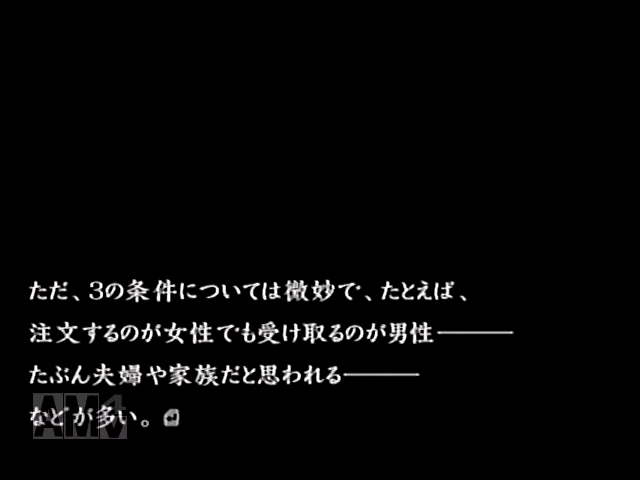 ただ、３の条件については微妙で、たとえば、
注文するのが女性でも受け取るのが男性――――
たぶん夫婦や家族だと思われる――――
などが多い。
AM